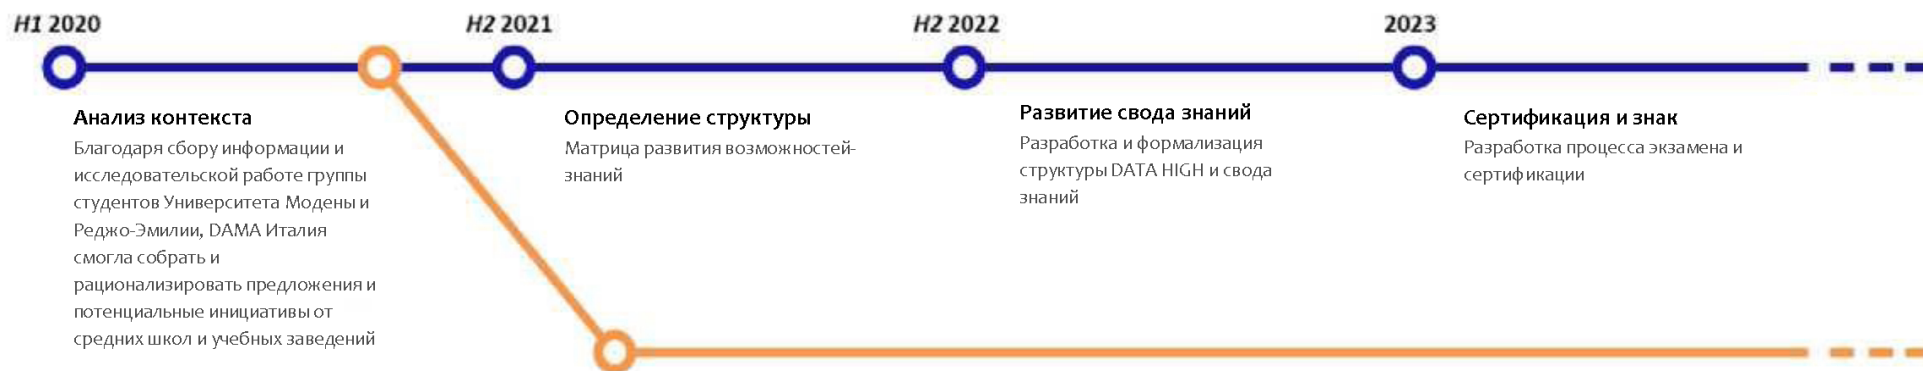 H1 2020
H2 2021
H2 2022
2023
Анализ контекста
Благодаря сбору информации и
исследовательской работе группы
студентов Университета Модены и
Реджо-Эмилии, DAMA Италия
смогла собрать и
рационализировать предложения и
потенциальные инициативы от
средних школ и учебных заведений
Определение структуры
Матрица развития возможностей-
знаний
Развитие свода знаний
Разработка и формализация
структуры DATA HIGH и свода
знаний
Сертификация и знак
Разработка процесса экзамена и
сертификации